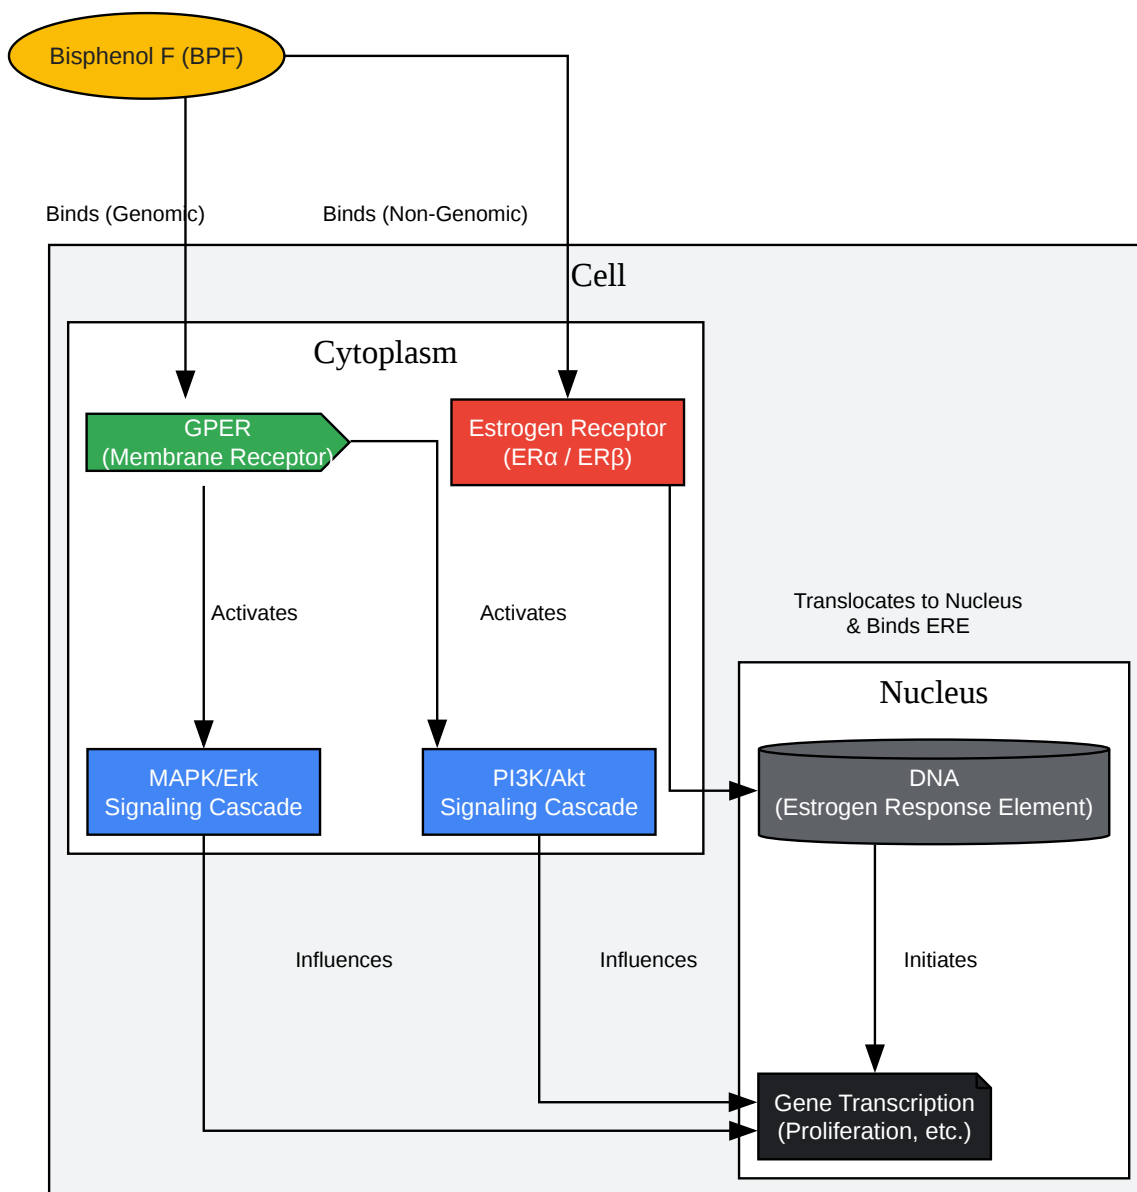 Bisphenol F (BPF)
Binds (Genomic)
Binds (Non-Genomic)
Cell
Cytoplasm
GPER
(Membrane Receptor)
Estrogen Receptor
(ERα / ERβ)
Activates
Activates
Translocates to Nucleus
& Binds ERE
Nucleus
MAPK/Erk
Signaling Cascade
PI3K/Akt
Signaling Cascade
DNA
(Estrogen Response Element)
Influences
Influences
Initiates
Gene Transcription
(Proliferation, etc.)